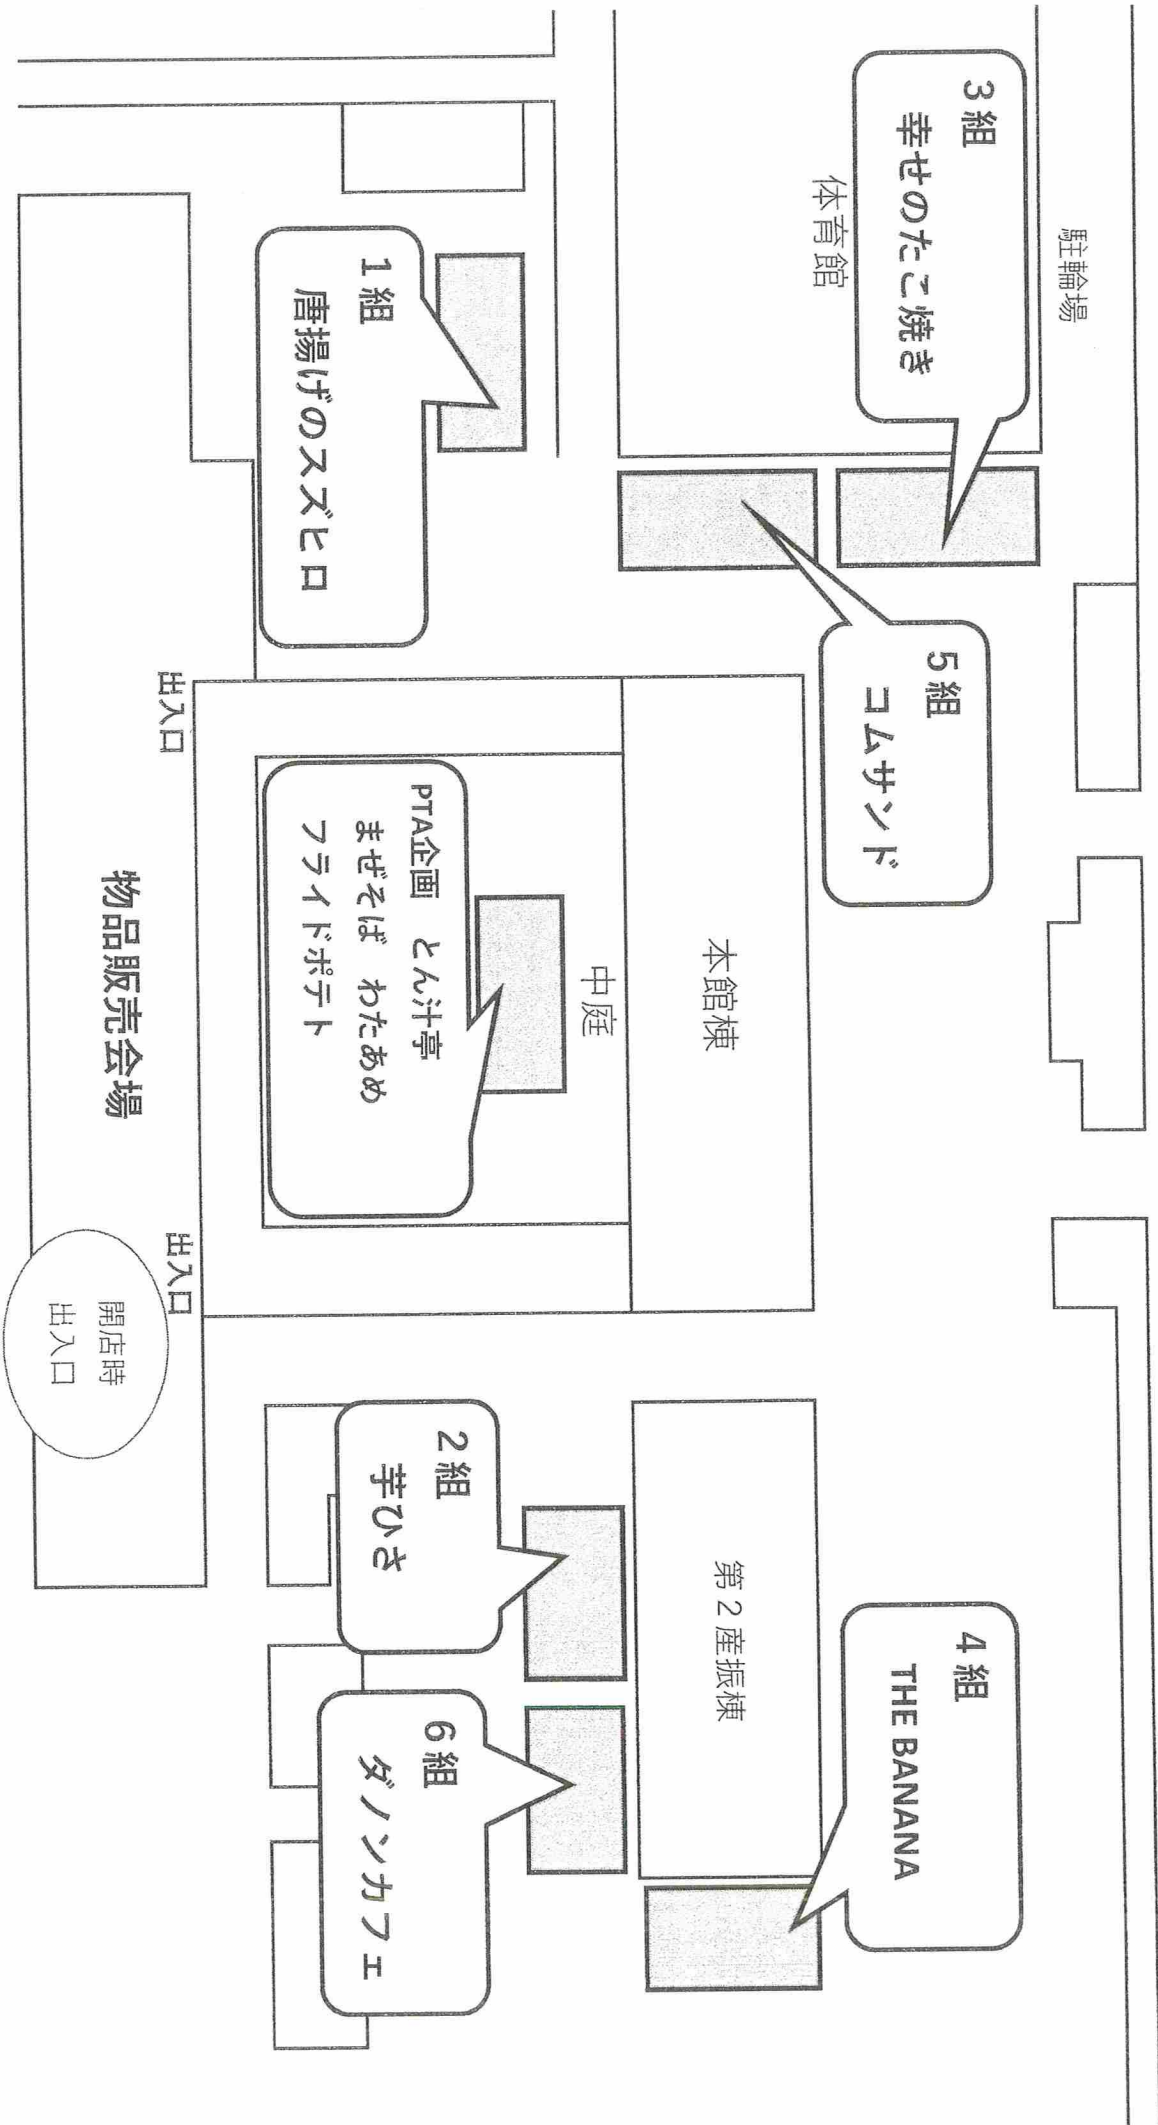 駐輪場
3組
幸せのたこ焼き
体育館
5組
コムサンド
1組
唐揚げのスズヒロ
本館棟
中庭
PTA企画　とん汁亭
まぜそば　わたあめ
フライドポテト
出入口
物品販売会場
出入口
開店時
出入口
4組
THE BANANA
第2産振棟
2組
芋ひさ
6組
ダノンカフェ